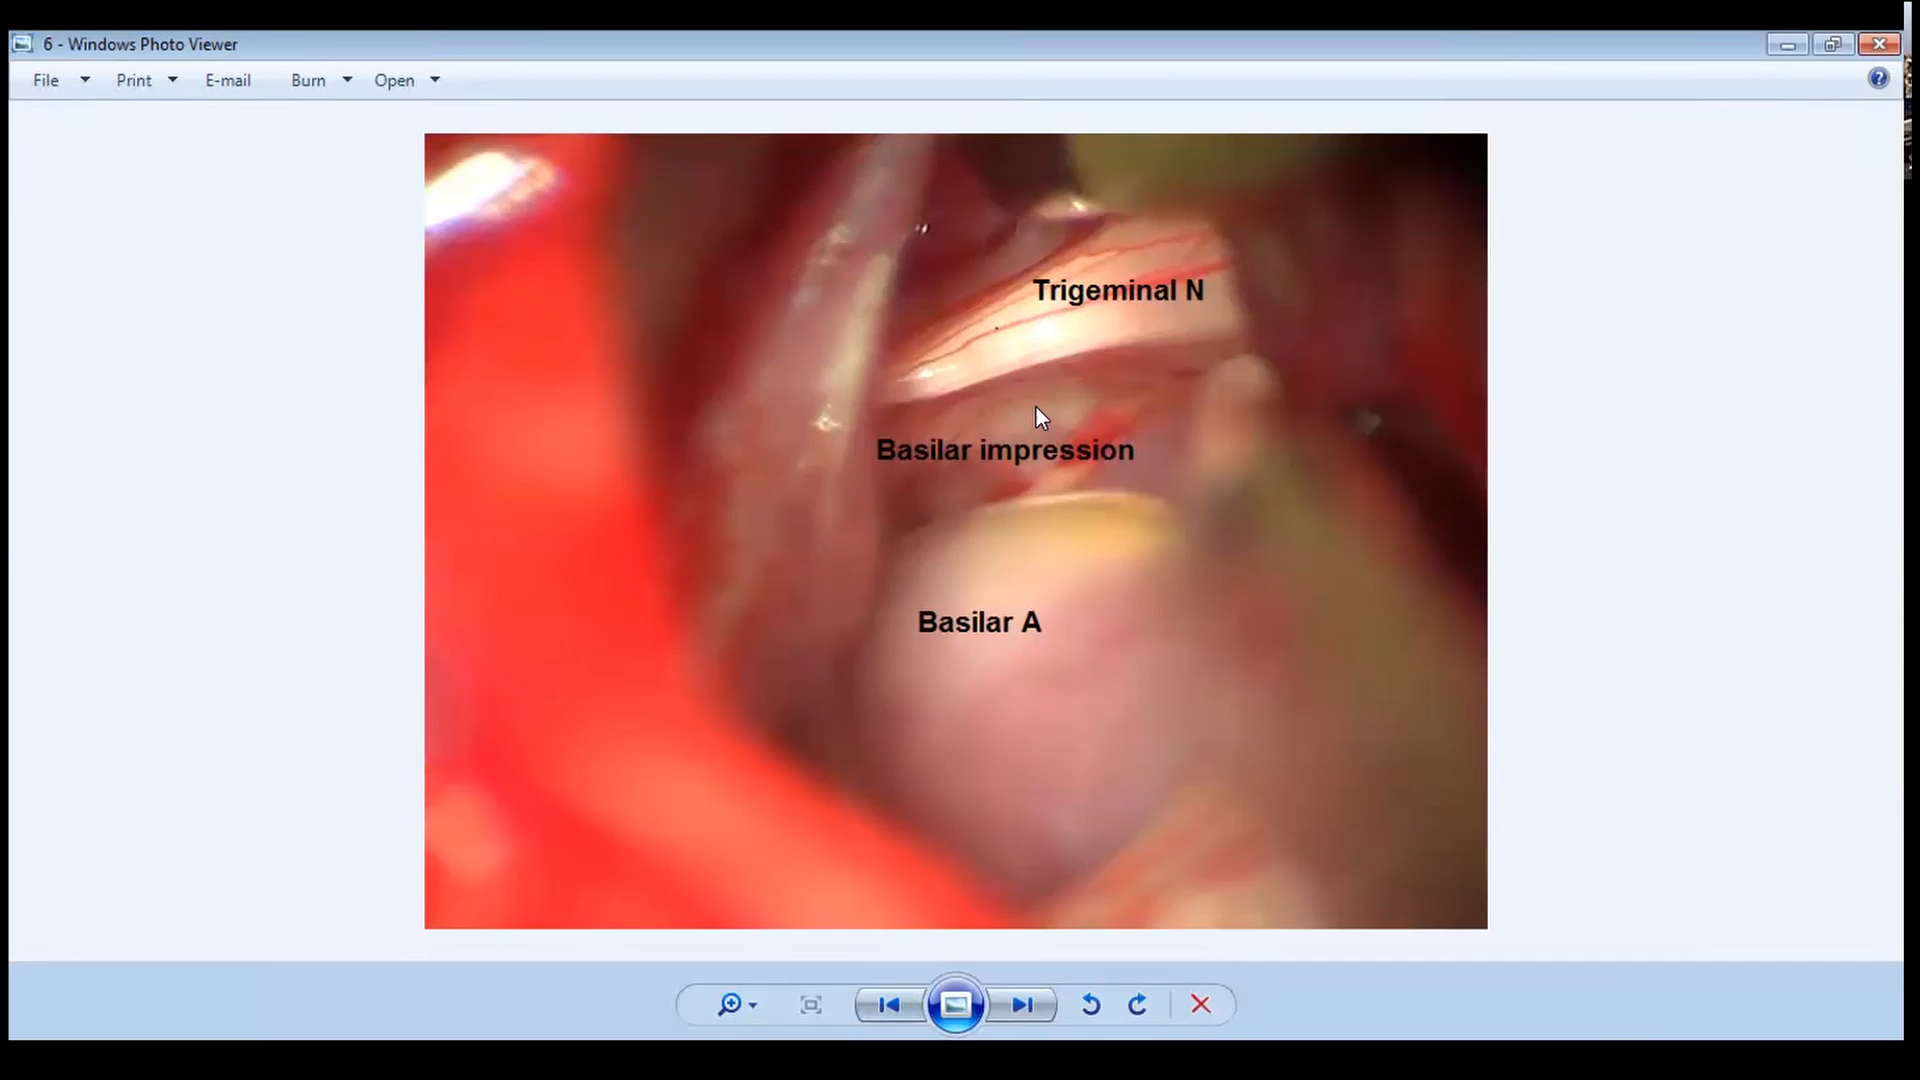 6 - Windows Photo Viewer
File Print E-mail Burn Open
Trigeminal N
Basilar impression
Basilar A